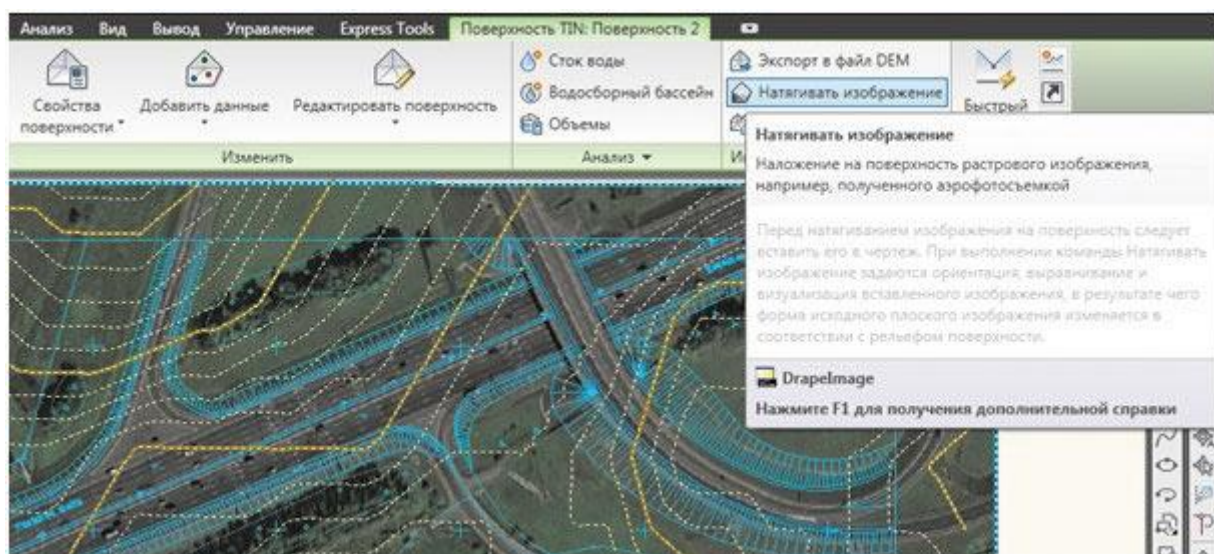 Анализ Вид Вывод Управление Express Tools Поверхность TIN: Поверхность 2
Свойства поверхности
Добавить данные
Редактировать поверхность
Изменить
Сток воды
Водосборный бассейн
Объемы
Анализ
Экспорт в файл DEM
Натягивать изображение
Быстрый
Натягивать изображение
Наложение на поверхность растрового изображения,
например, полученного аэрофотосъемкой
Перед натягиванием изображения на поверхность следует
вставить его в чертеж. При выполнении команды Натягивать
изображение задаются ориентация, выравнивание и
визуализация вставленного изображения, в результате чего
форма исходного плоского изображения изменяется в
соответствии с рельефом поверхности.
DrapeImage
Нажмите F1 для получения дополнительной справки